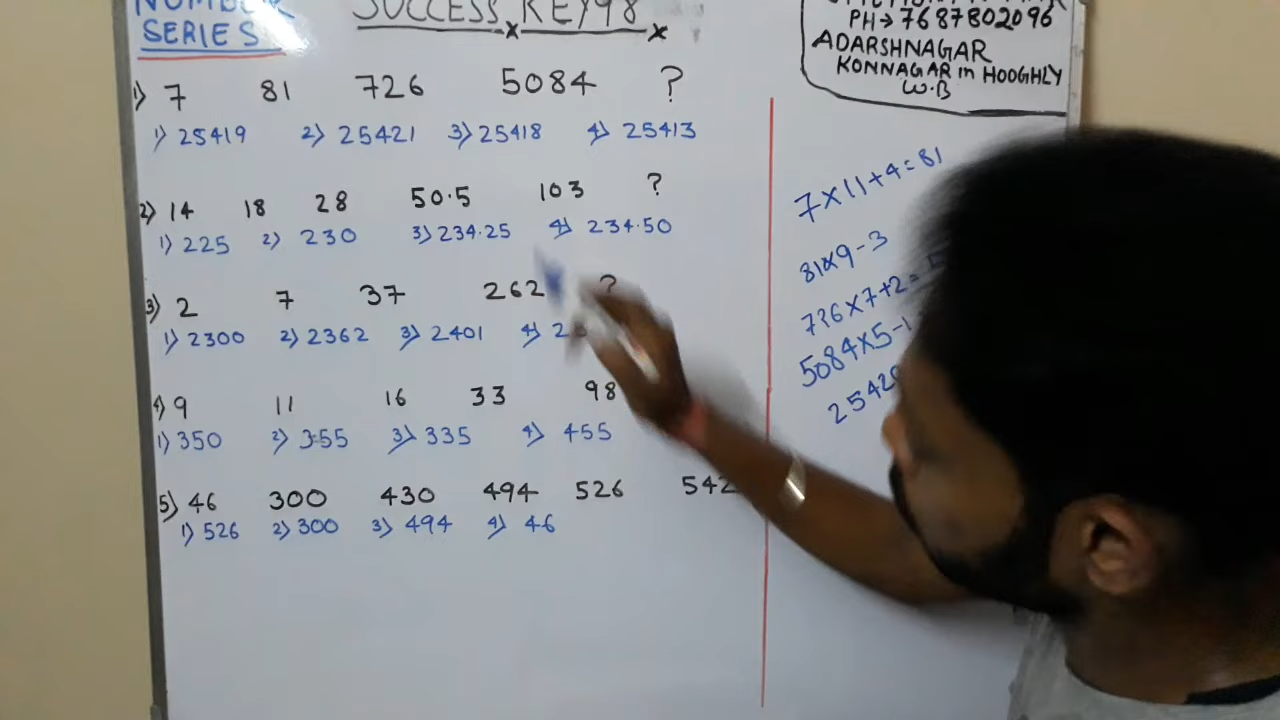 NUMBER
SERIES
SUCCESS KEY98
PH→7687802096
ADARSHNAGAR
KONNAGAR in HOOGHLY
W.B
1) 7 81 726 5084 ?
1) 25419 2) 25421 3) 25418 4) 25413
2) 14 18 28 50.5 103 ?
1) 225 2) 230 3) 234.25 4) 234.50
3) 2 7 37 262 ?
1) 2300 2) 2362 3) 2401 4)
4) 9 11 16 33 98
1) 350 2) 355 3) 335 4) 455
5) 46 300 430 494 526 542
1) 526 2) 300 3) 494 4) 46
7×11+4=81
81×9-3
726×7+2=
5084×5-1